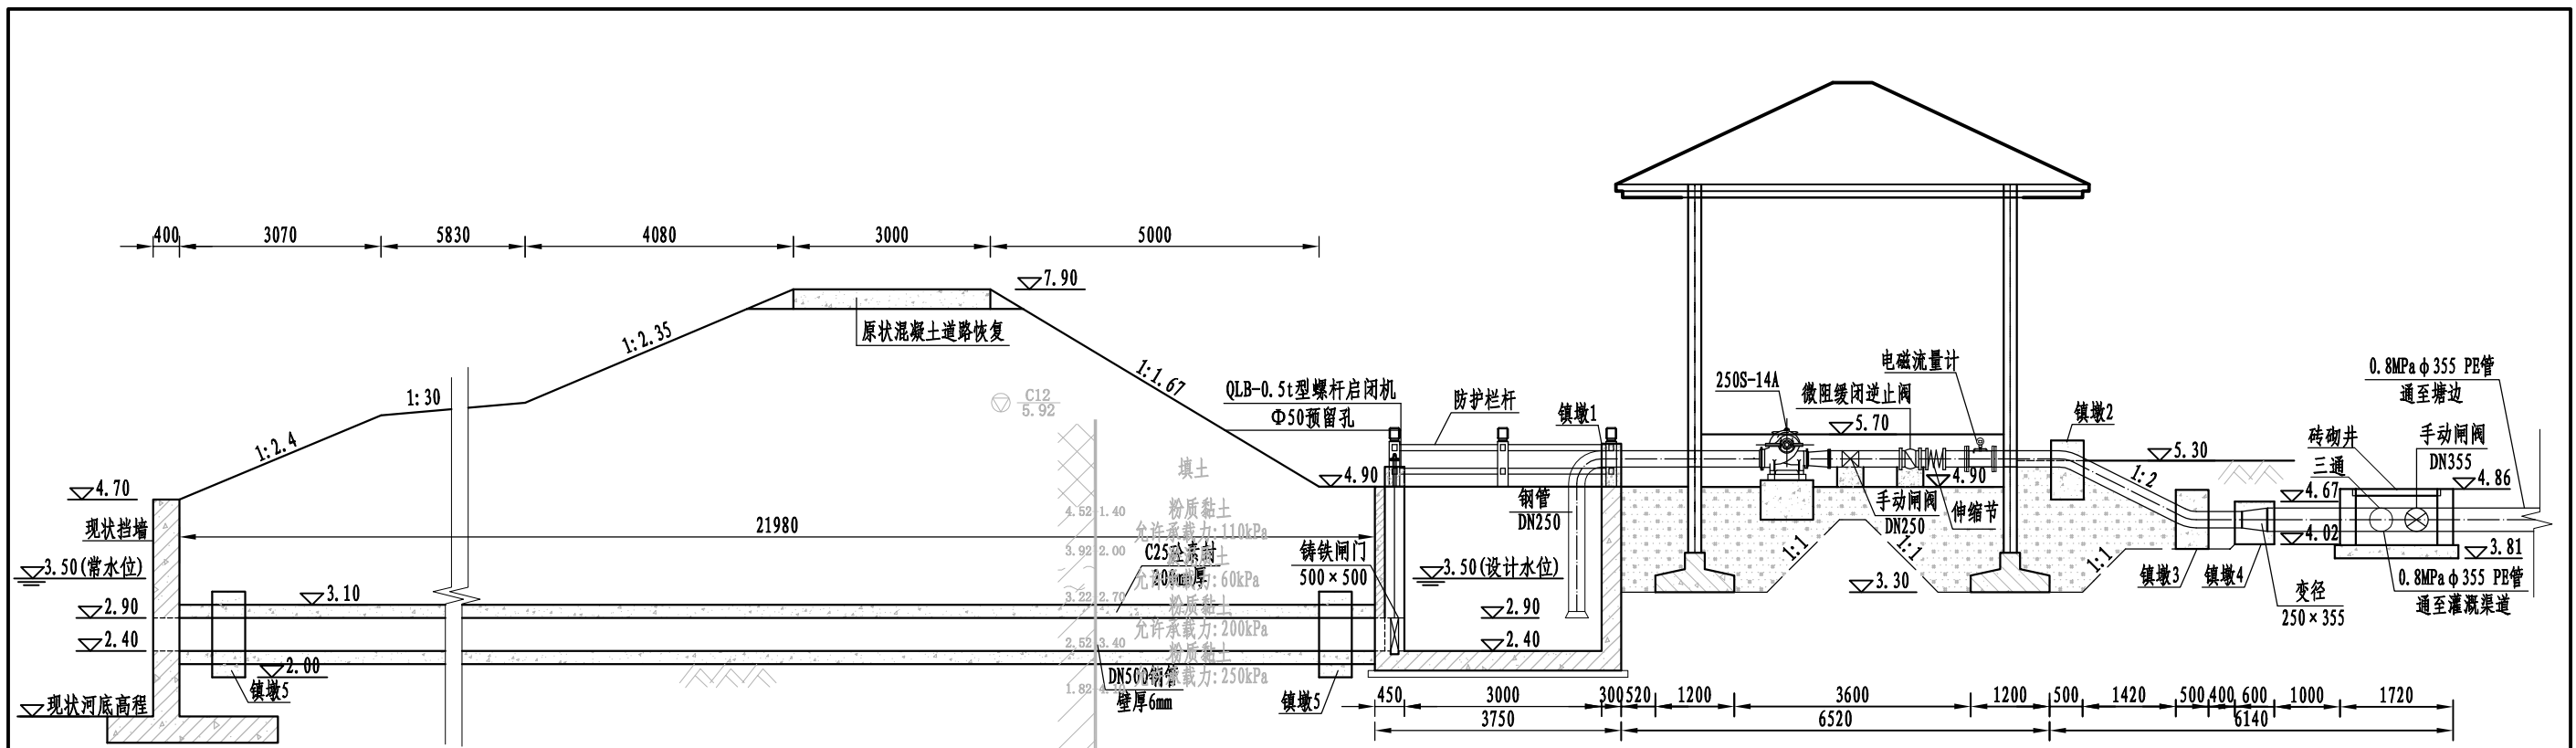 400
3070
5830
4080
3000
5000
7.90
原状混凝土道路恢复
1:2.35
1:30
1:2.4
1:1.67
C12
5.92
QLB-0.5t型螺杆启闭机
Φ50预留孔
防护栏杆
镇墩1
250S-14A
电磁流量计
微阻缓闭逆止阀
5.70
镇墩2
0.8MPaφ355 PE管
通至塘边
砖砌井
三通
手动闸阀
DN355
5.30
1:2
4.70
4.90
4.90
4.67
4.86
4.02
3.81
现状挡墙
21980
填土
4.52 1.40
粉质黏土
允许承载力:110kPa
3.92 2.00
C25砼素封
200mm厚
允许承载力:60kPa
3.22 2.70
粉质黏土
允许承载力:200kPa
2.52 3.40
粉质黏土
承载力:250kPa
1.82
铸铁闸门
500×500
钢管
DN250
手动闸阀
DN250
伸缩节
1:1
1:1
1:1
3.30
3.50(常水位)
3.50(设计水位)
3.10
2.90
2.90
2.40
2.40
2.00
镇墩5
镇墩5
DN500钢管
壁厚6mm
现状河底高程
镇墩3
镇墩4
变径
250×355
0.8MPaφ355 PE管
通至灌溉渠道
450
3000
300
520
1200
3600
1200
500
1420
500
400
600
1000
1720
3750
6520
6140